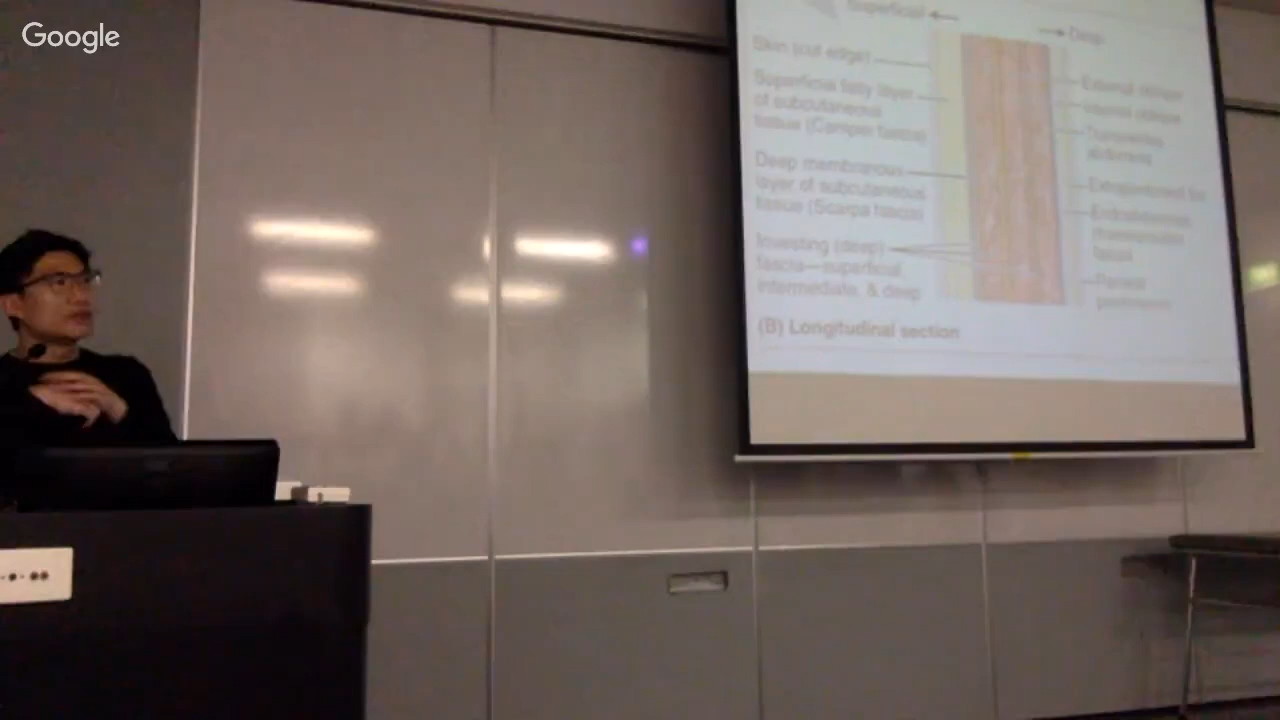 Google
Superficial
Deep
Skin (cut edge)
Superficial fatty layer
of subcutaneous
tissue (Camper fascia)
Deep membranous
layer of subcutaneous
tissue (Scarpa fascia)
Investing (deep)
fascia—superficial,
intermediate, & deep
External oblique
Internal oblique
Transversus
abdominis
Endoabdominal
Parietal
peritoneum
(B) Longitudinal section